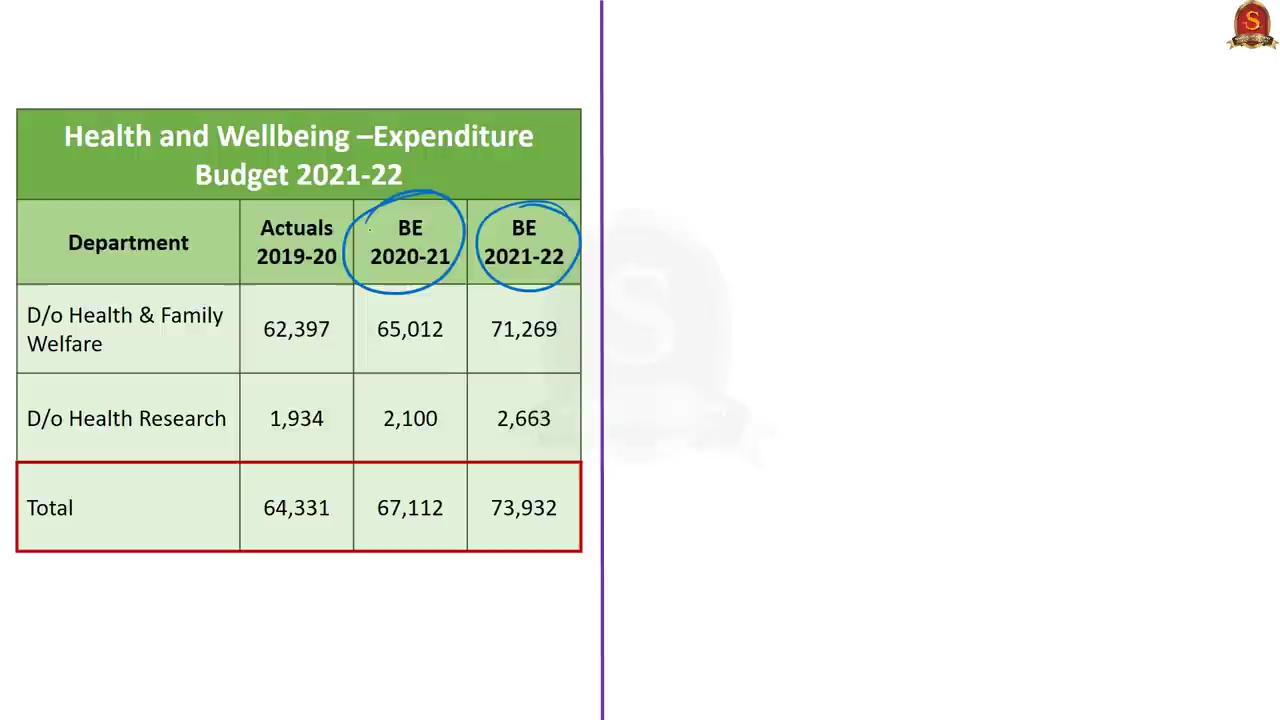 Health and Wellbeing –Expenditure
Budget 2021-22
Department
Actuals
2019-20
BE
2020-21
BE
2021-22
D/o Health & Family
Welfare
62,397
65,012
71,269
D/o Health Research
1,934
2,100
2,663
Total
64,331
67,112
73,932
S
S